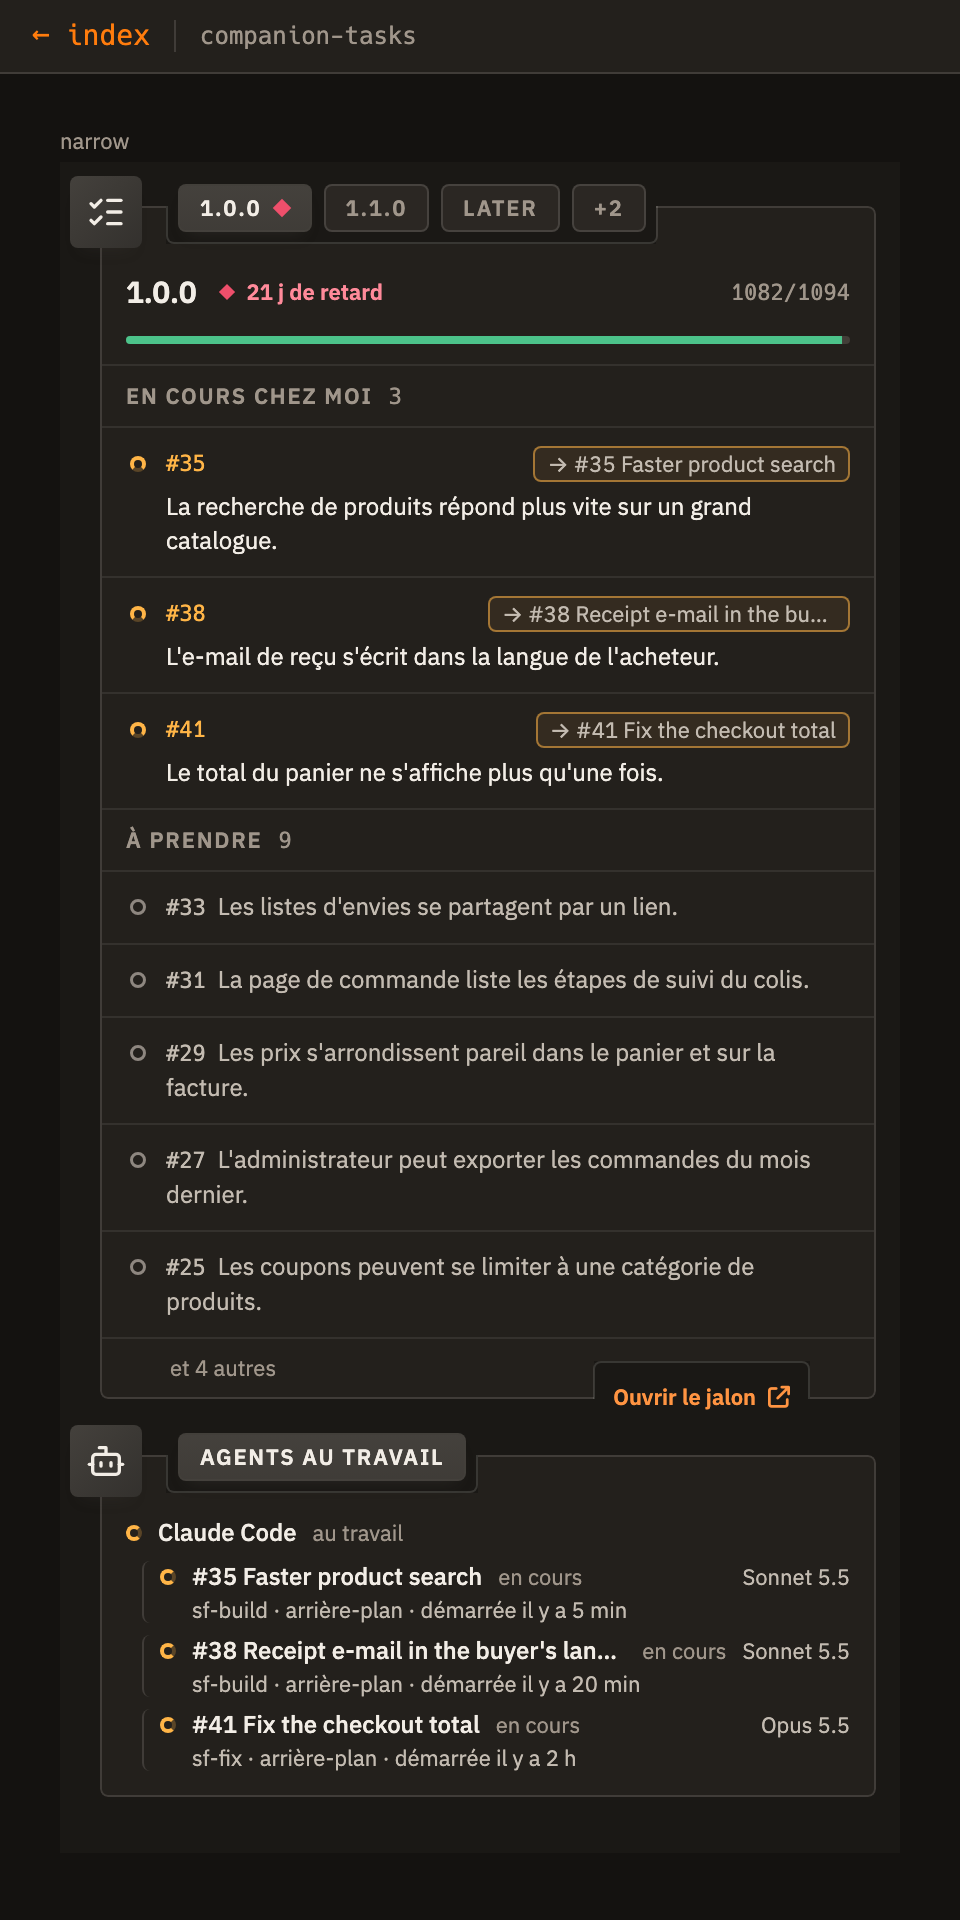 ← index
companion-tasks
narrow
1.0.0
1.1.0
LATER
+2
1.0.0 21 j de retard 1082/1094
EN COURS CHEZ MOI 3
#35 → #35 Faster product search
La recherche de produits répond plus vite sur un grand
catalogue.
#38 → #38 Receipt e-mail in the bu...
L'e-mail de reçu s'écrit dans la langue de l'acheteur.
#41 → #41 Fix the checkout total
Le total du panier ne s'affiche plus qu'une fois.
À PRENDRE 9
#33 Les listes d'envies se partagent par un lien.
#31 La page de commande liste les étapes de suivi du colis.
#29 Les prix s'arrondissent pareil dans le panier et sur la
facture.
#27 L'administrateur peut exporter les commandes du mois
dernier.
#25 Les coupons peuvent se limiter à une catégorie de
produits.
et 4 autres
Ouvrir le jalon
AGENTS AU TRAVAIL
Claude Code au travail
#35 Faster product search en cours Sonnet 5.5
sf-build · arrière-plan · démarrée il y a 5 min
#38 Receipt e-mail in the buyer's lan... en cours Sonnet 5.5
sf-build · arrière-plan · démarrée il y a 20 min
#41 Fix the checkout total en cours Opus 5.5
sf-fix · arrière-plan · démarrée il y a 2 h